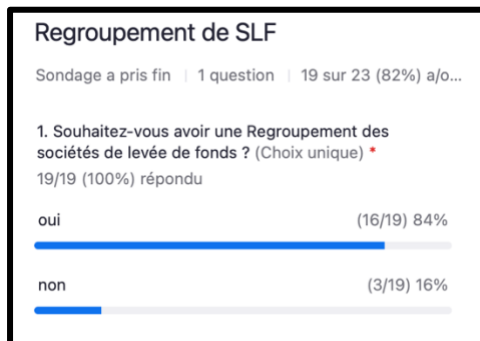 Regroupement de SLF
Sondage a pris fin | 1 question | 19 sur 23 (82%) a/o...
1. Souhaitez-vous avoir une Regroupement des
sociétés de levée de fonds ? (Choix unique) *
19/19 (100%) répondu
oui (16/19) 84%
non (3/19) 16%